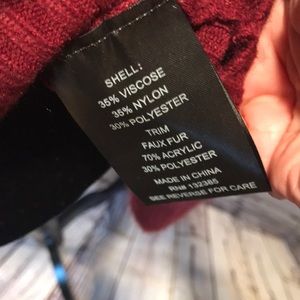 SHELL:
35% VISCOSE
35% NYLON
30% POLYESTER
TRIM
FAUX FUR
70% ACRYLIC
30% POLYESTER
MADE IN CHINA
RN# 132385
SEE REVERSE FOR CARE